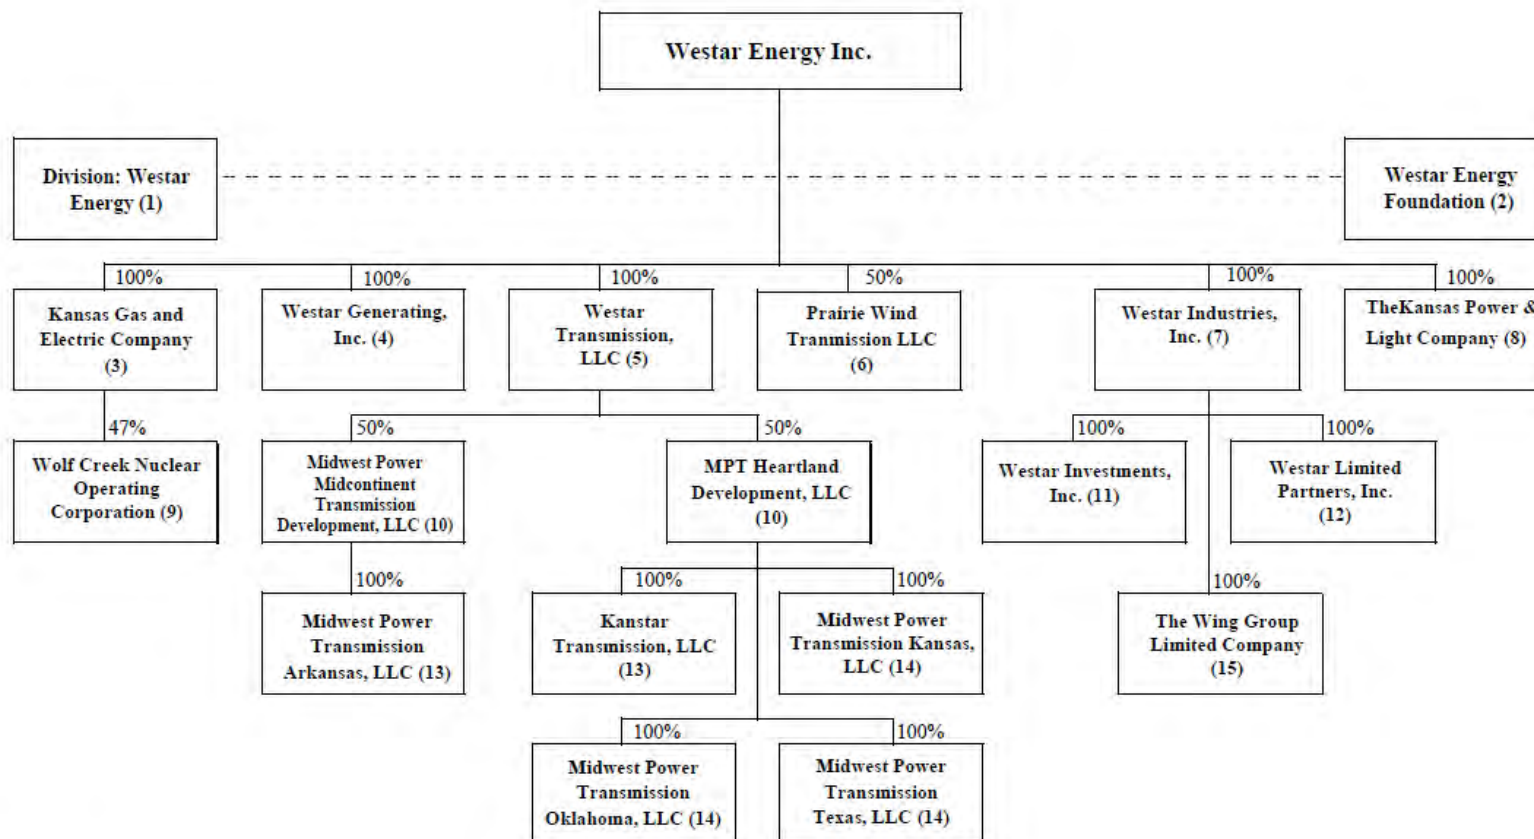 Westar Energy Inc.
Division: Westar
Energy (1)
Westar Energy
Foundation (2)
100%
100%
100%
50%
100%
100%
Kansas Gas and
Electric Company
(3)
Westar Generating,
Inc. (4)
Westar
Transmission,
LLC (5)
Prairie Wind
Tranmission LLC
(6)
Westar Industries,
Inc. (7)
TheKansas Power &
Light Company (8)
47%
50%
50%
100%
100%
Wolf Creek Nuclear
Operating
Corporation (9)
Midwest Power
Midcontinent
Transmission
Development, LLC (10)
MPT Heartland
Development, LLC
(10)
Westar Investments,
Inc. (11)
Westar Limited
Partners, Inc.
(12)
100%
100%
100%
100%
Midwest Power
Transmission
Arkansas, LLC (13)
Kanstar
Transmission, LLC
(13)
Midwest Power
Transmission Kansas,
LLC (14)
The Wing Group
Limited Company
(15)
100%
100%
Midwest Power
Transmission
Oklahoma, LLC (14)
Midwest Power
Transmission
Texas, LLC (14)